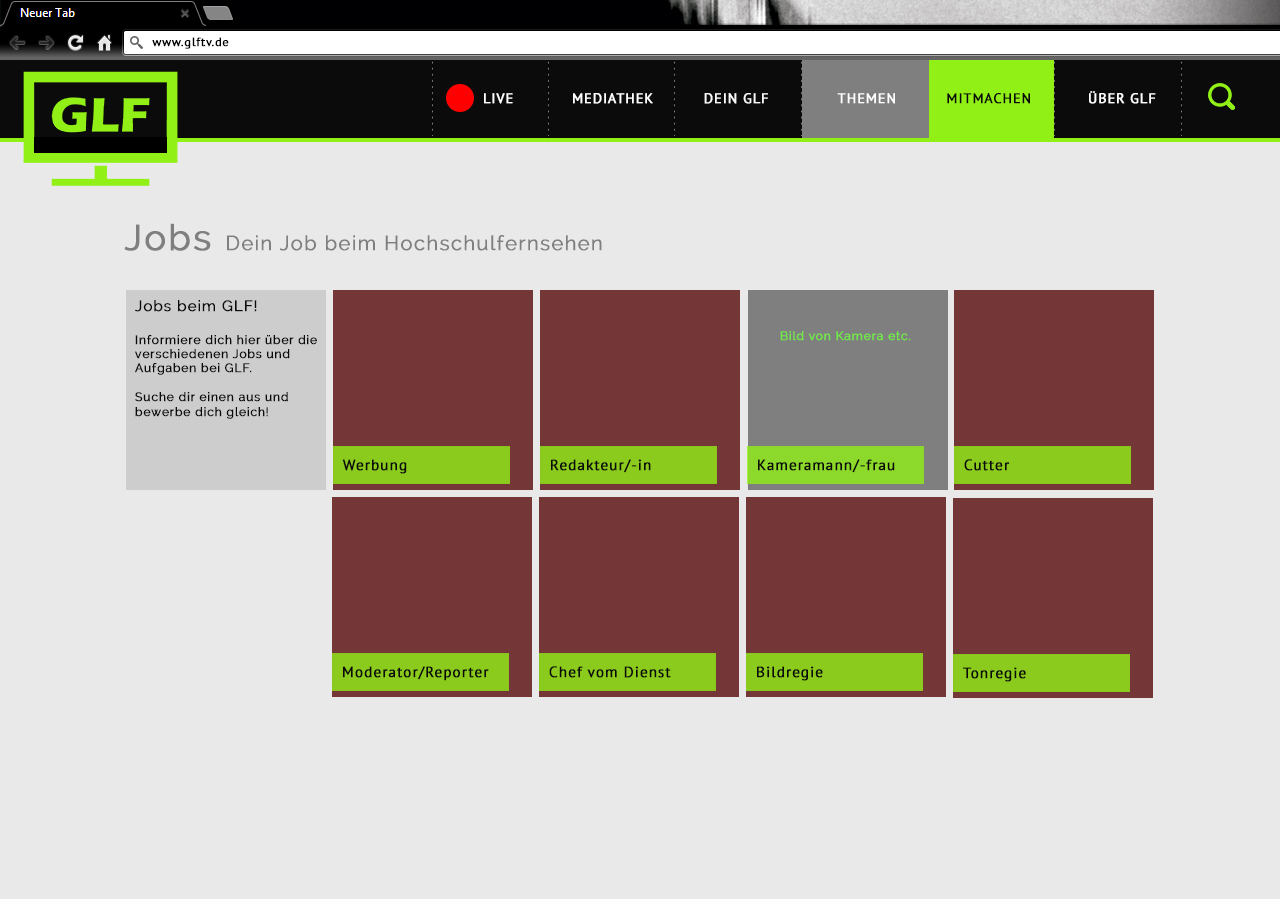 Neuer Tab
www.glftv.de
GLF
LIVE
MEDIATHEK
DEIN GLF
THEMEN
MITMACHEN
ÜBER GLF
Jobs Dein Job beim Hochschulfernsehen
Jobs beim GLF!
Informiere dich hier über die
verschiedenen Jobs und
Aufgaben bei GLF.
Suche dir einen aus und
bewerbe dich gleich!
Werbung
Redakteur/-in
Bild von Kamera etc.
Kameramann/-frau
Cutter
Moderator/Reporter
Chef vom Dienst
Bildregie
Tonregie